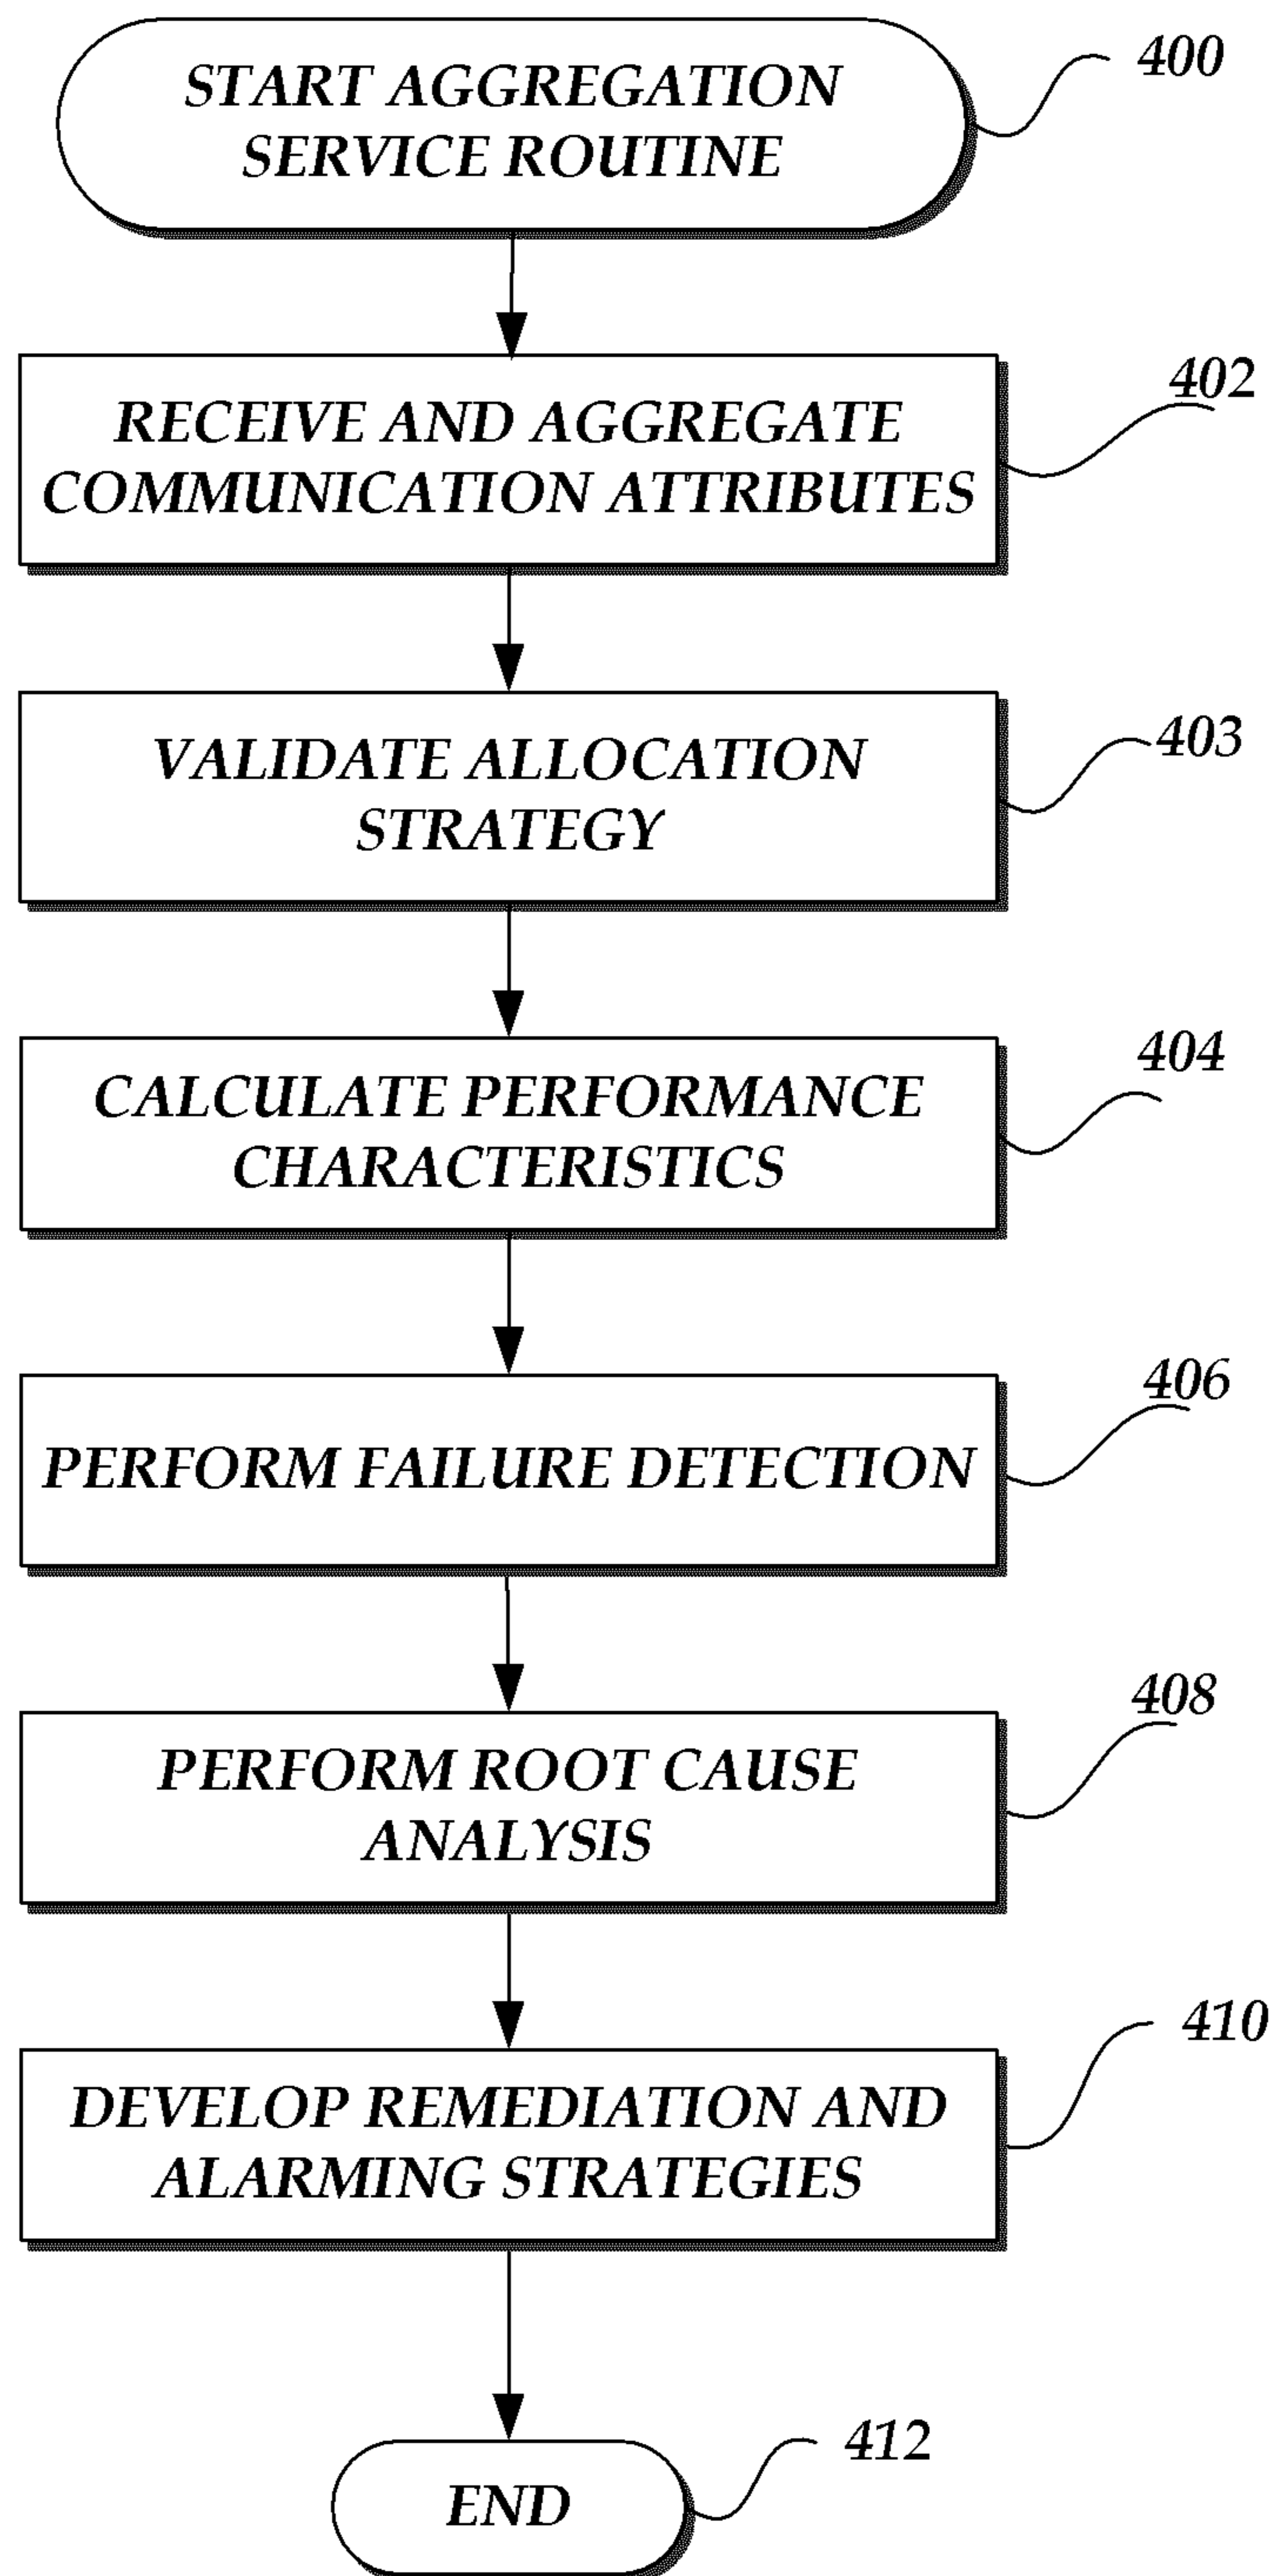 START AGGREGATION
SERVICE ROUTINE
400
RECEIVE AND AGGREGATE
COMMUNICATION ATTRIBUTES
402
VALIDATE ALLOCATION
STRATEGY
403
CALCULATE PERFORMANCE
CHARACTERISTICS
404
PERFORM FAILURE DETECTION
406
PERFORM ROOT CAUSE
ANALYSIS
408
DEVELOP REMEDIATION AND
ALARMING STRATEGIES
410
END
412